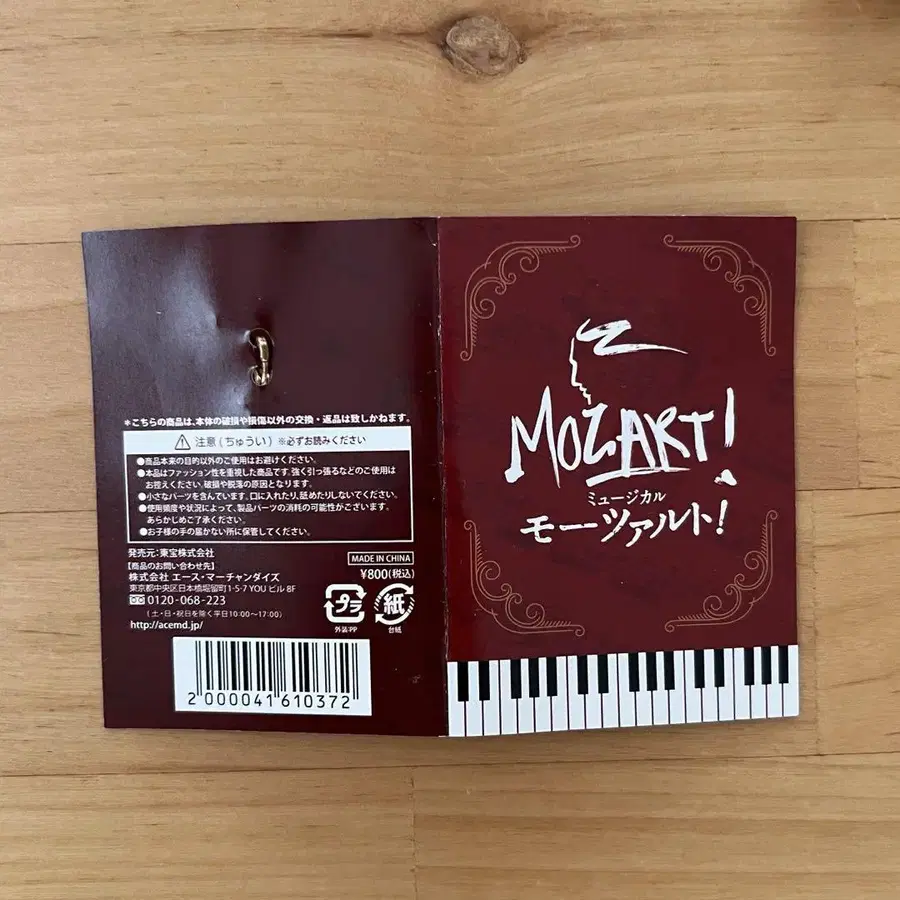 ＊こちらの商品は、本体の破損や損傷以外の交換・返品は致しかねます。
注意(ちゅうい) ※必ずお読みください
●商品本来の目的以外のご使用はお避けください。
●本品はファッション性を重視した商品です。強く引っ張るなどのご使用は
お控えください。破損や脱落の原因となります。
●小さなパーツを含んでいます。口に入れたり、舐めたりしないでください。
●使用頻度や状況によって、製品パーツの消耗の可能性がございます。
あらかじめご了承ください。
●お子様の手の届かない所に保管してください。
発売元：東宝株式会社
【商品のお問い合わせ先】
株式会社 エース・マーチャンダイズ
東京都中央区日本橋堀留町1-5-7 YOU ビル 8F
0120-068-223
(土・日・祝日を除く平日10:00〜17:00)
http://acemd.jp/
MADE IN CHINA
¥800(税込)
プラ
外装:PP
紙
台紙
2 000041 610372
MOZART!
ミュージカル
モーツァルト!